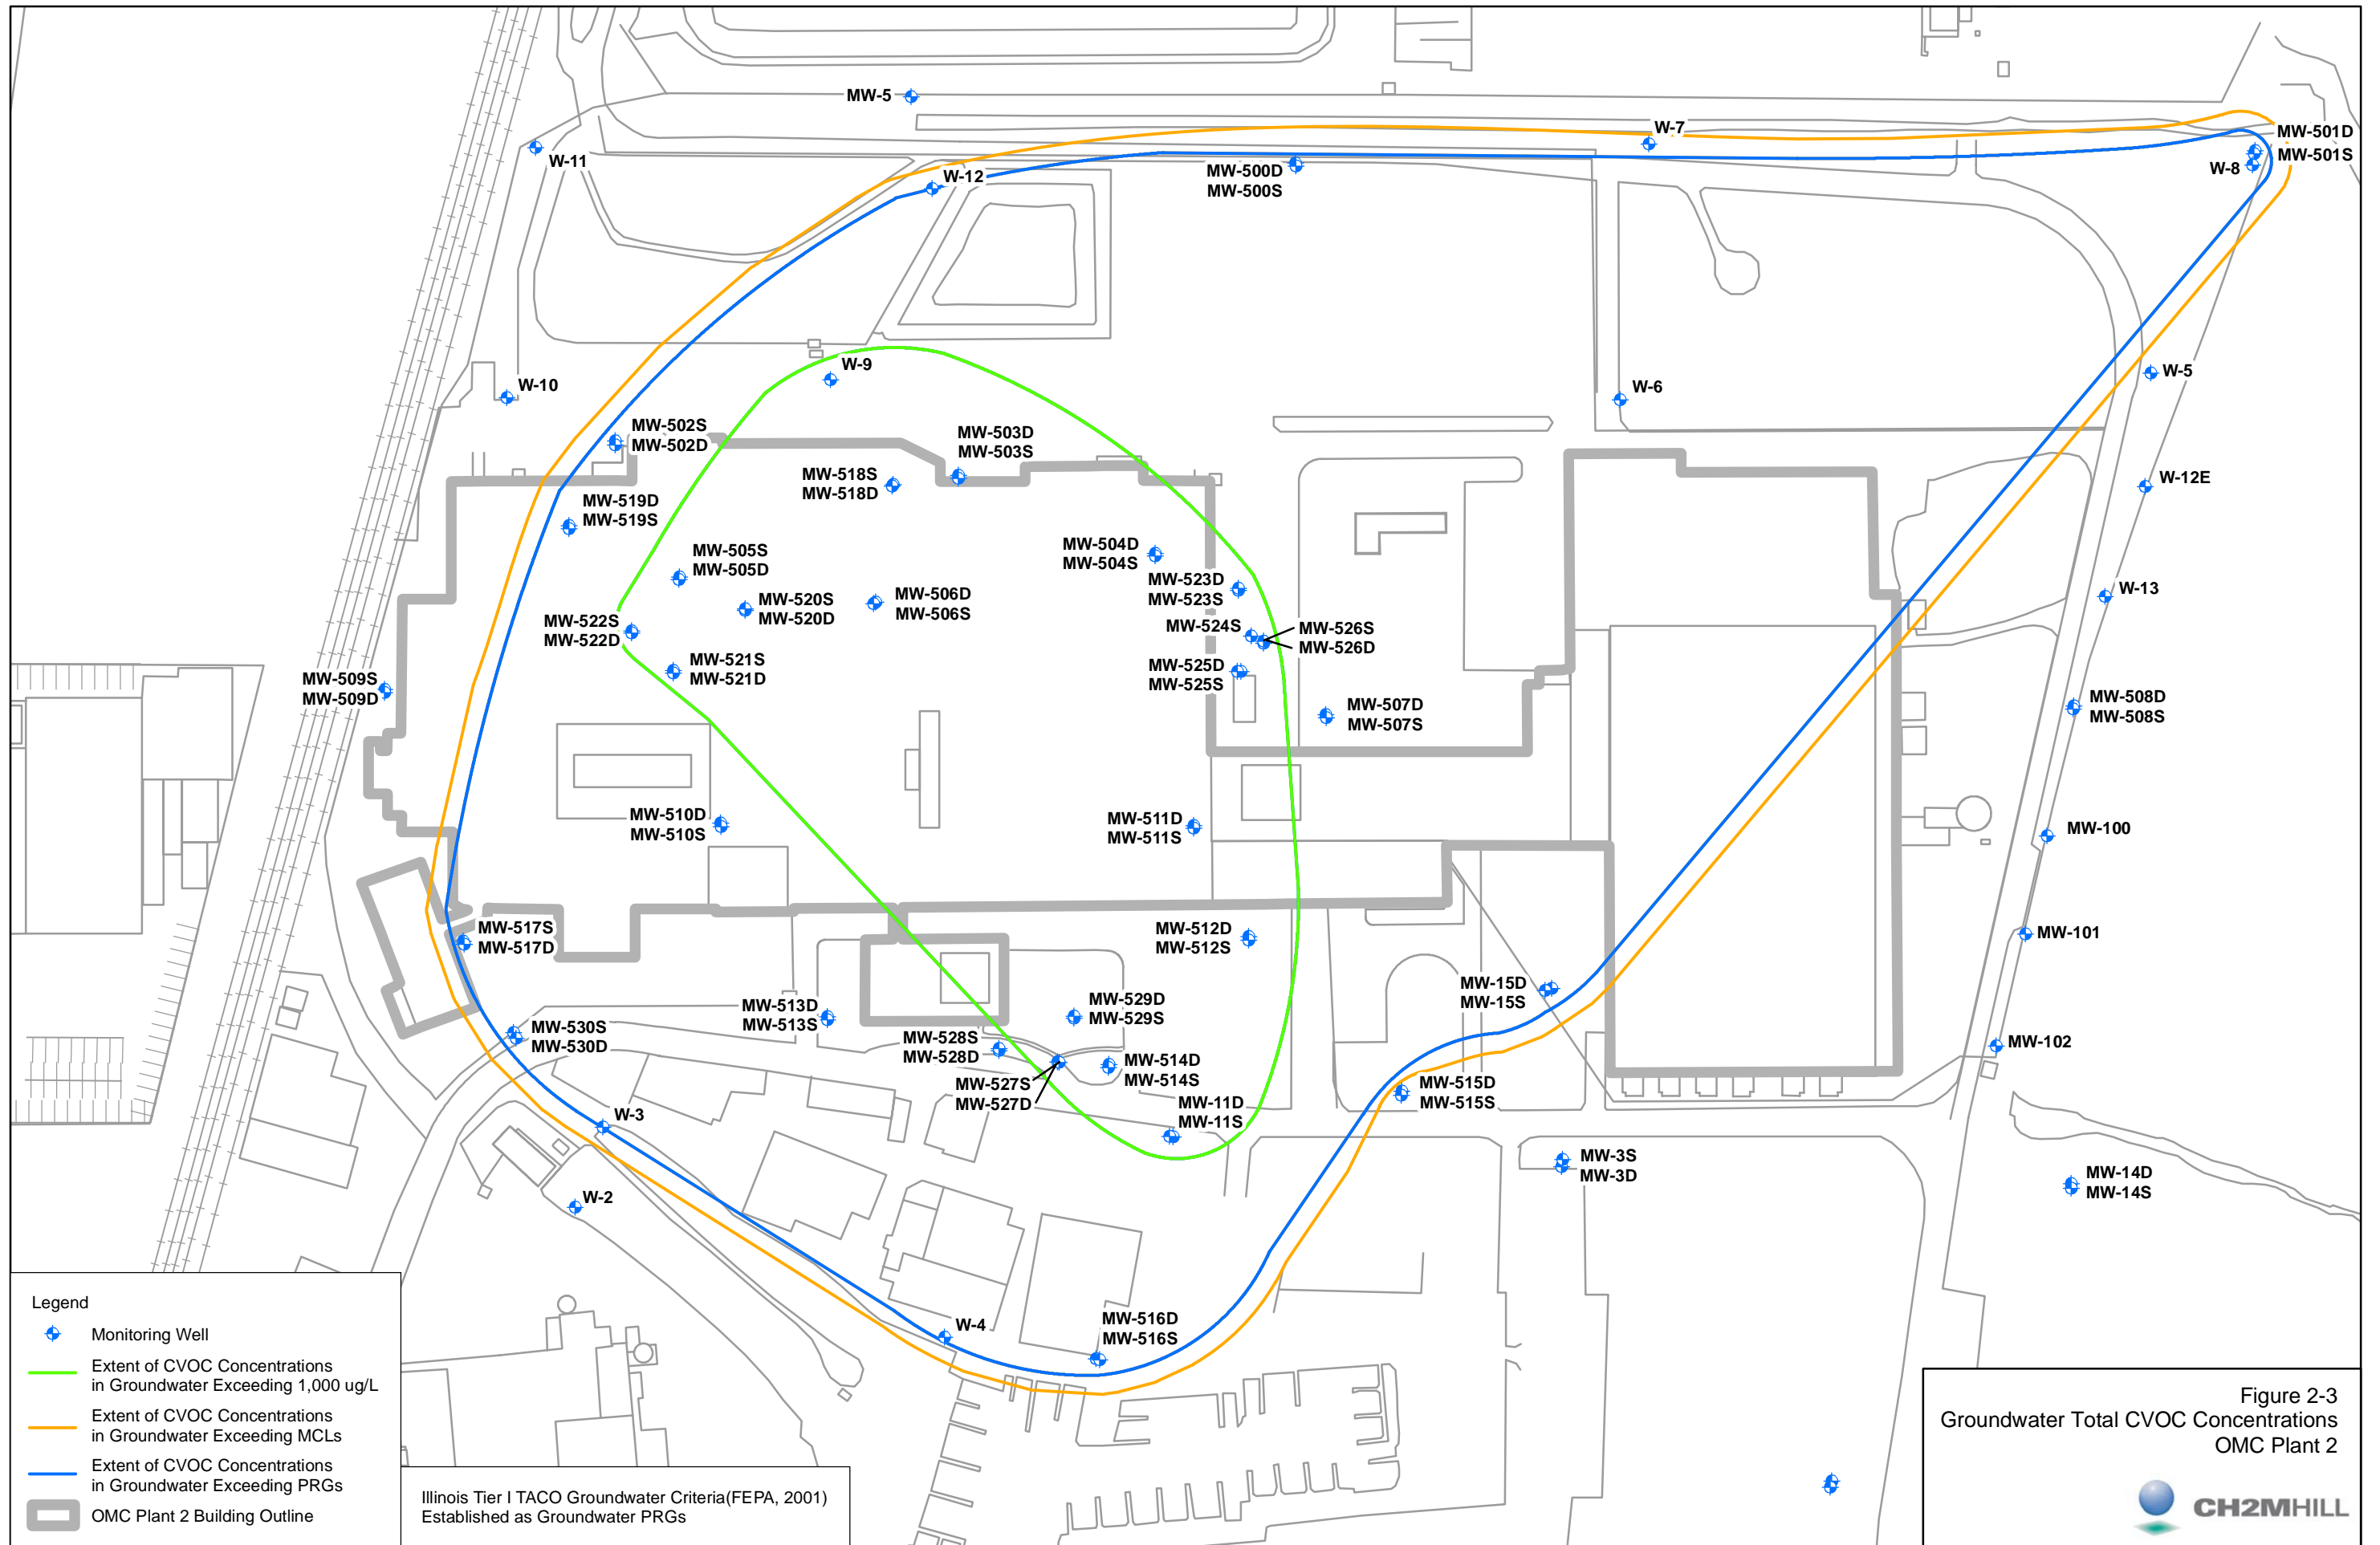 MW-5
W-7
MW-501D
MW-501S
W-8
W-11
W-12
MW-500D
MW-500S
W-9
W-10
W-6
W-5
MW-502S
MW-502D
MW-503D
MW-503S
MW-518S
MW-518D
W-12E
MW-519D
MW-519S
MW-504D
MW-504S
MW-505S
MW-505D
MW-523D
MW-523S
MW-520S
MW-520D
MW-506D
MW-506S
W-13
MW-522S
MW-522D
MW-524S
MW-526S
MW-526D
MW-521S
MW-521D
MW-525D
MW-525S
MW-509S
MW-509D
MW-507D
MW-507S
MW-508D
MW-508S
MW-510D
MW-510S
MW-511D
MW-511S
MW-100
MW-517S
MW-517D
MW-512D
MW-512S
MW-101
MW-15D
MW-15S
MW-513D
MW-513S
MW-529D
MW-529S
MW-530S
MW-530D
MW-528S
MW-528D
MW-102
MW-514D
MW-514S
MW-527S
MW-527D
MW-515D
MW-515S
MW-11D
MW-11S
W-3
MW-3S
MW-3D
MW-14D
MW-14S
W-2
W-4
MW-516D
MW-516S
Legend
Monitoring Well
Extent of CVOC Concentrations
in Groundwater Exceeding 1,000 ug/L
Extent of CVOC Concentrations
in Groundwater Exceeding MCLs
Extent of CVOC Concentrations
in Groundwater Exceeding PRGs
OMC Plant 2 Building Outline
Illinois Tier I TACO Groundwater Criteria(FEPA, 2001)
Established as Groundwater PRGs
Figure 2-3
Groundwater Total CVOC Concentrations
OMC Plant 2
CH2MHILL